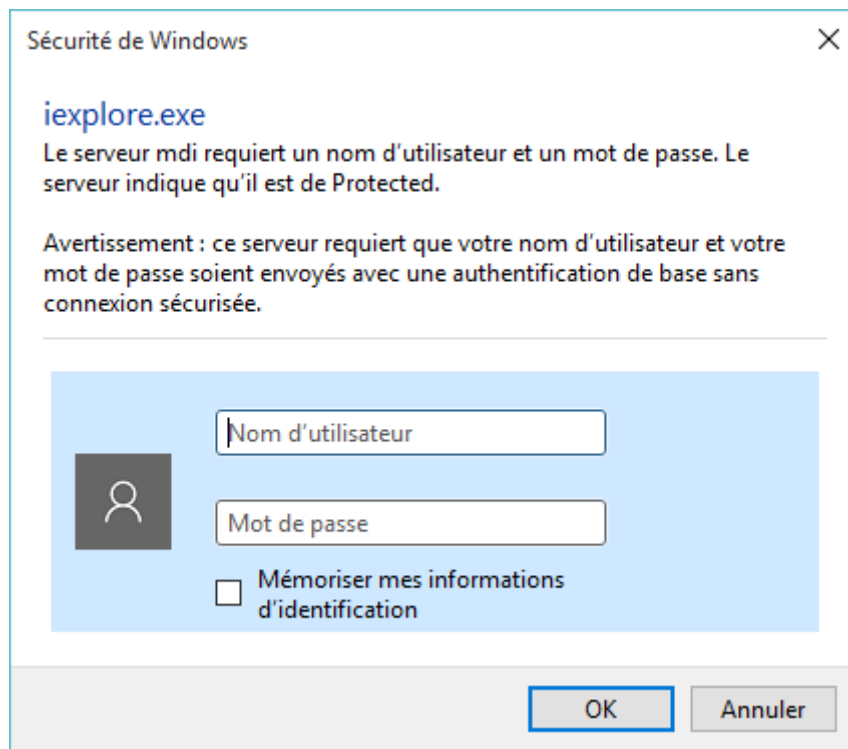 Sécurité de Windows
iexplore.exe
Le serveur mdi requiert un nom d’utilisateur et un mot de passe. Le
serveur indique qu’il est de Protected.
Avertissement : ce serveur requiert que votre nom d’utilisateur et votre
mot de passe soient envoyés avec une authentification de base sans
connexion sécurisée.
Nom d’utilisateur
Mot de passe
Mémoriser mes informations
d’identification
OK
Annuler